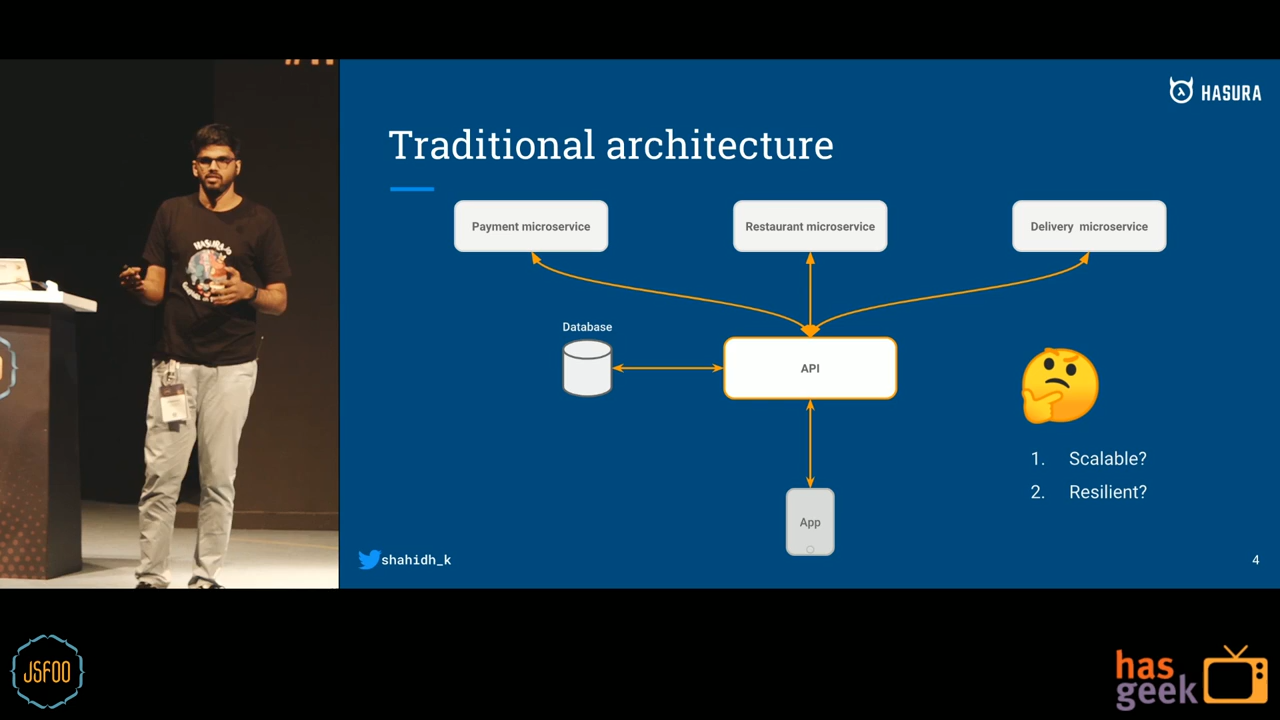 HASURA
Traditional architecture
Payment microservice
Restaurant microservice
Delivery microservice
Database
API
1. Scalable?
2. Resilient?
App
shahidh_k
4
JSFOO
has
geek